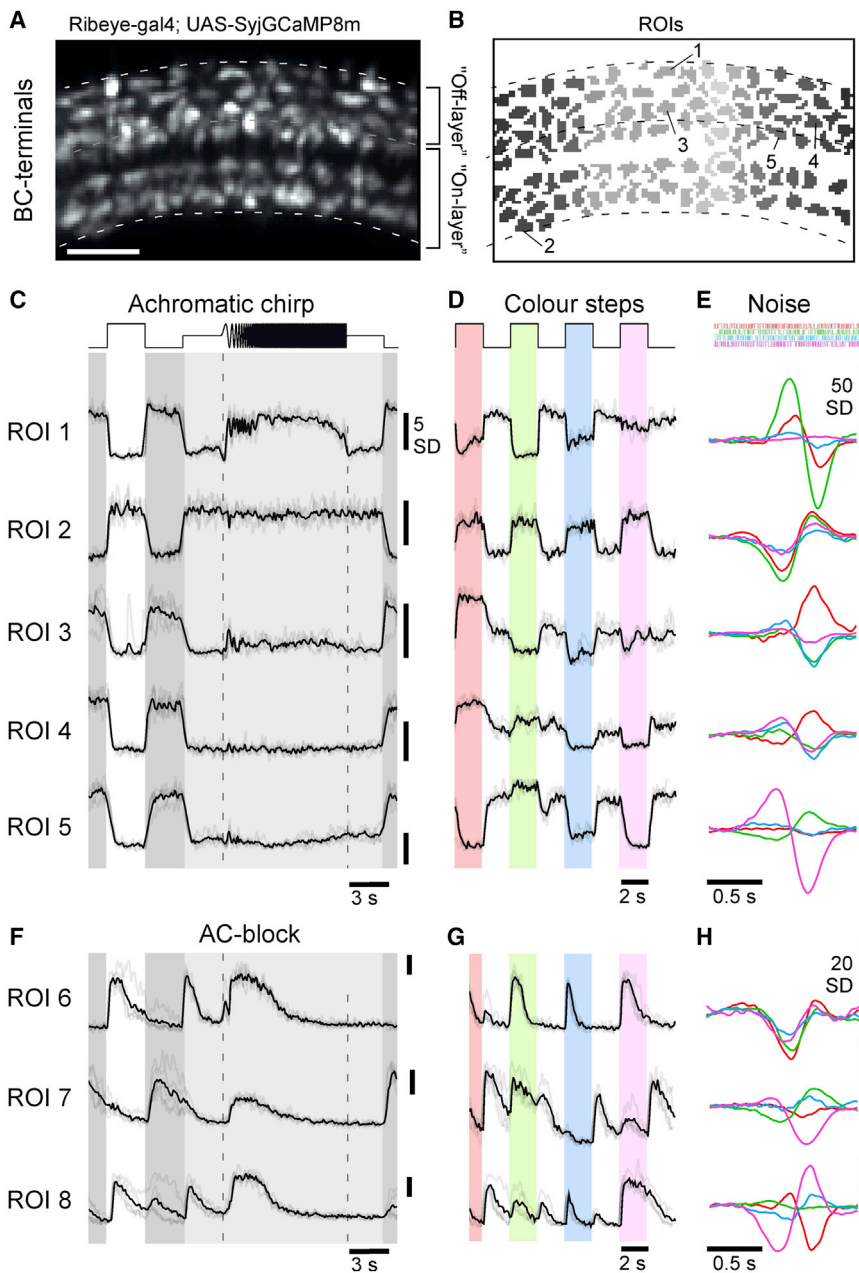 A Ribeye-gal4; UAS-SyjGCaMP8m
BC-terminals
"Off-layer"
"On-layer"
B ROIs
1
3
5
4
2
C Achromatic chirp
D Colour steps
E Noise
50
SD
ROI 1
5
SD
ROI 2
ROI 3
ROI 4
ROI 5
3 s
2 s
0.5 s
F AC-block
G
H
20
SD
ROI 6
ROI 7
ROI 8
3 s
2 s
0.5 s